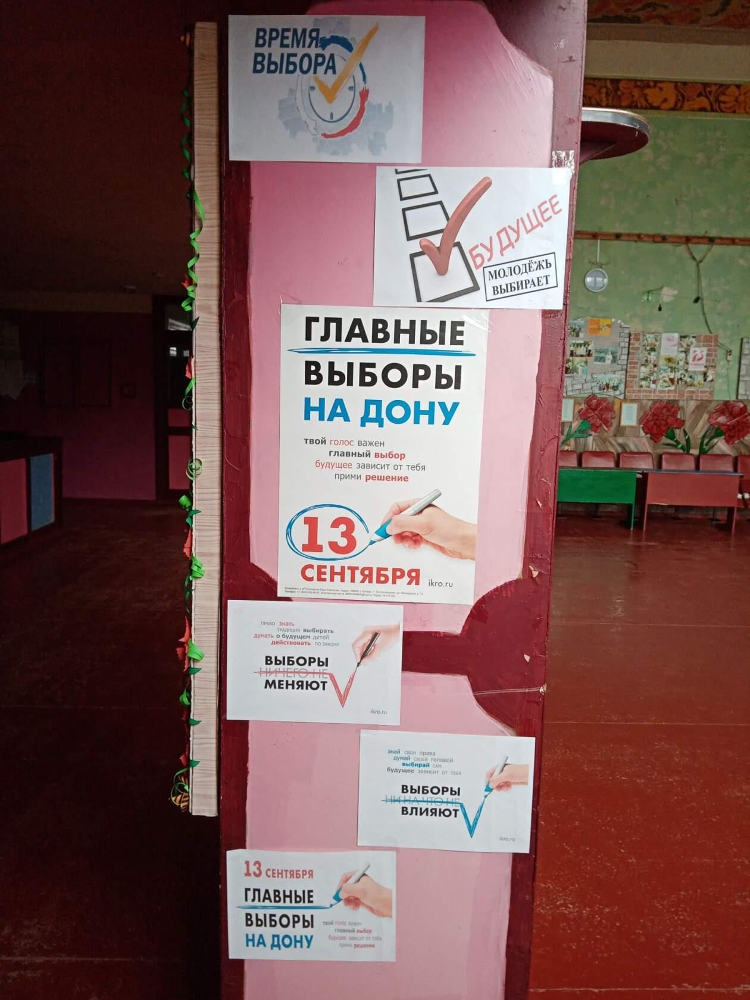 ВРЕМЯ
ВЫБОРА
БУДУЩЕЕ
МОЛОДЁЖЬ
ВЫБИРАЕТ
ГЛАВНЫЕ
ВЫБОРЫ
НА ДОНУ
твой голос важен
главный выбор
будущее зависит от тебя
прими решение
13
СЕНТЯБРЯ
ikro.ru
ПРАВО знать
ТРАДИЦИЯ выбирать
думать о будущем детей
действовать ПО ЗАКОНУ
ВЫБОРЫ
НИЧЕГО НЕ
МЕНЯЮТ
ikro.ru
знай СВОИ права
думай СВОЕЙ головой
выбирай САМ
будущее ЗАВИСИТ ОТ ТЕБЯ
ВЫБОРЫ
НИ НА ЧТО НЕ
ВЛИЯЮТ
ikro.ru
13 СЕНТЯБРЯ
ГЛАВНЫЕ
ВЫБОРЫ
НА ДОНУ
твой голос важен
главный выбор
будущее зависит от тебя
прими решение